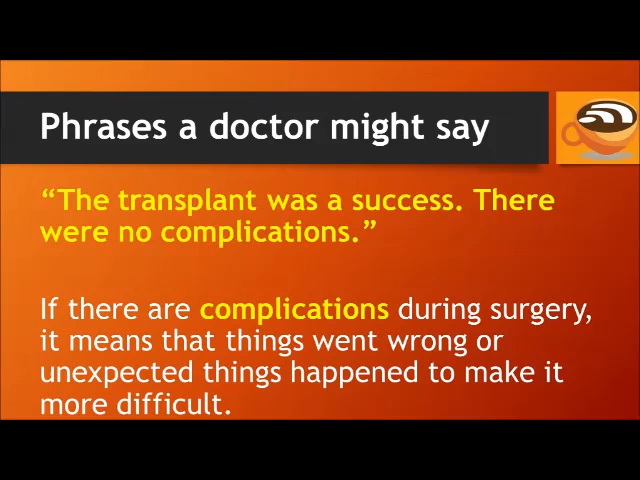 Phrases a doctor might say
“The transplant was a success. There
were no complications.”
If there are complications during surgery,
it means that things went wrong or
unexpected things happened to make it
more difficult.